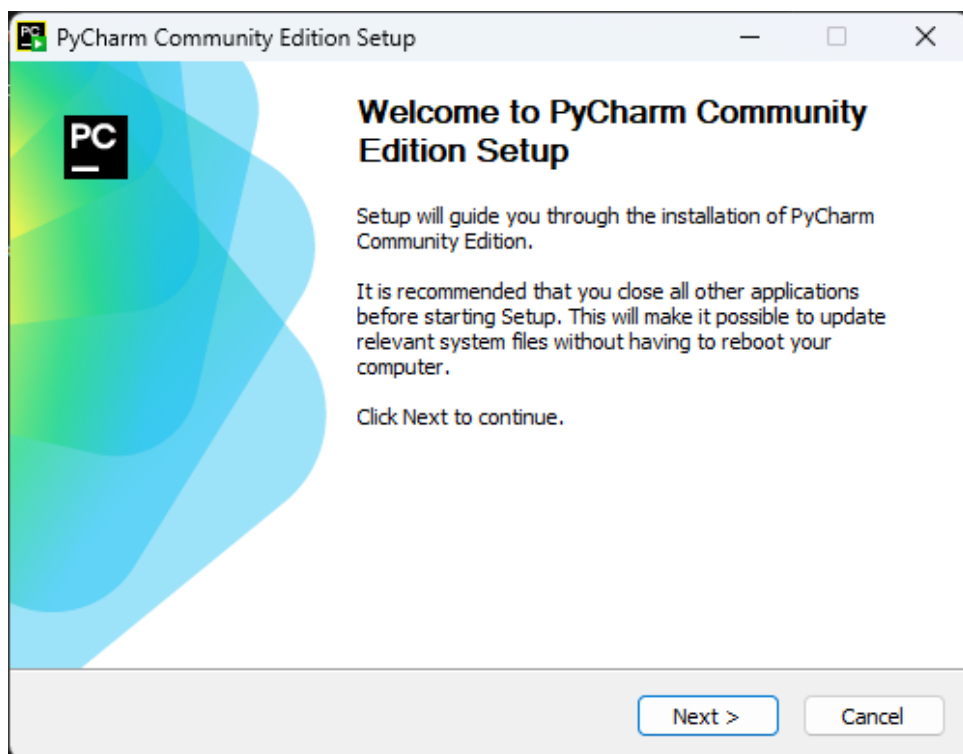 PyCharm Community Edition Setup
PC
Welcome to PyCharm Community
Edition Setup
Setup will guide you through the installation of PyCharm
Community Edition.
It is recommended that you close all other applications
before starting Setup. This will make it possible to update
relevant system files without having to reboot your
computer.
Click Next to continue.
Next >
Cancel